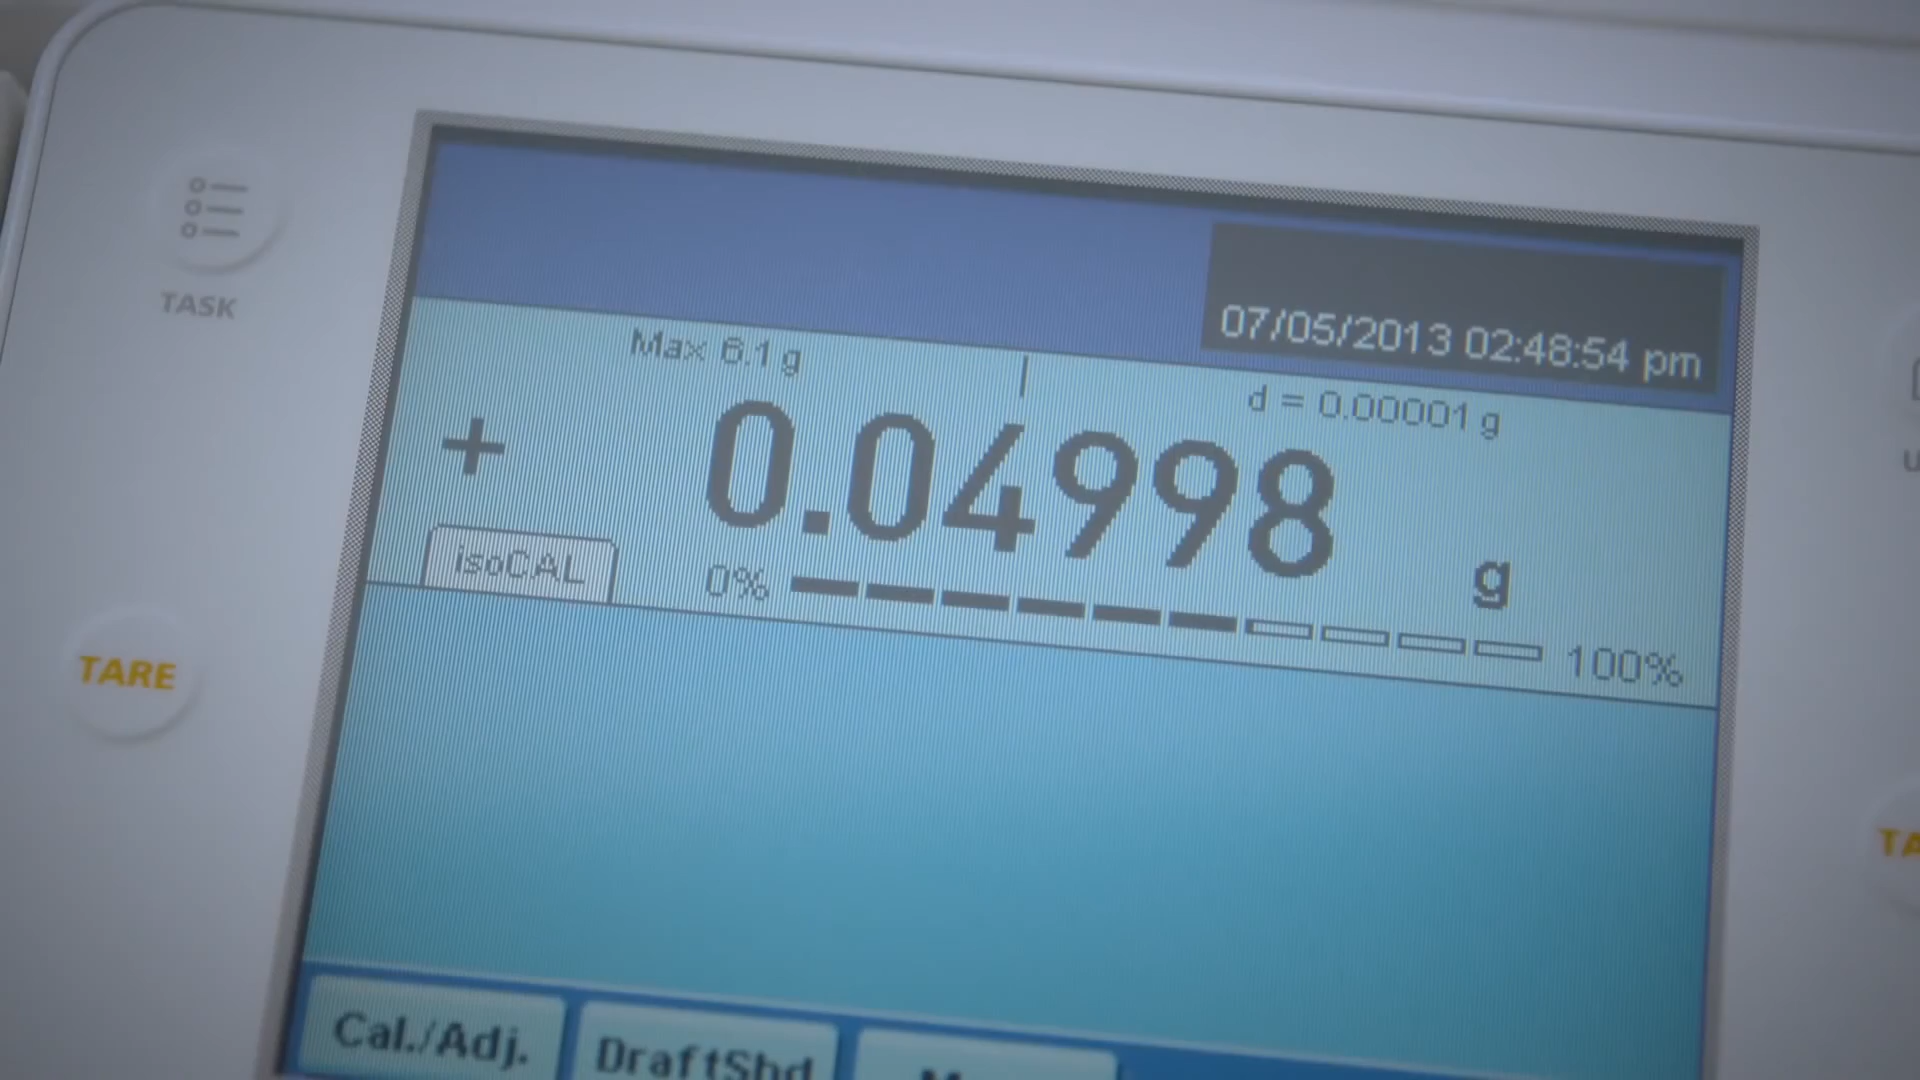 TASK
07/05/2013 02:48:54 pm
Max 6.1 g
d = 0.00001 g
+ 0.04998 g
isoCAL
0% 100%
TARE
Cal./Adj.
DraftShd